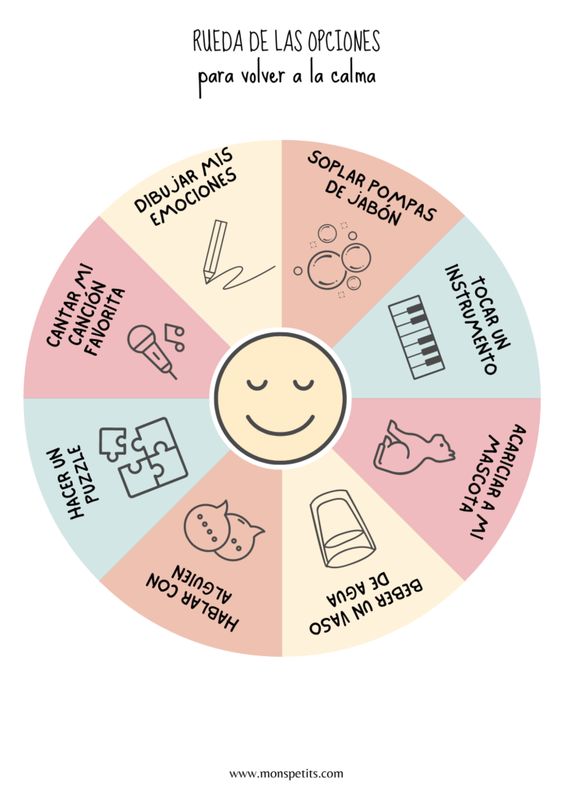 RUEDA DE LAS OPCIONES
para volver a la calma
SOPLAR POMPAS
DE JABÓN
TOCAR UN
INSTRUMENTO
ACARICIAR A MI
MASCOTA
BEBER UN VASO
DE AGUA
HABLAR CON
ALGUIEN
HACER UN
PUZZLE
CANTAR MI
CANCIÓN
FAVORITA
DIBUJAR MIS
EMOCIONES
www.monspetits.com